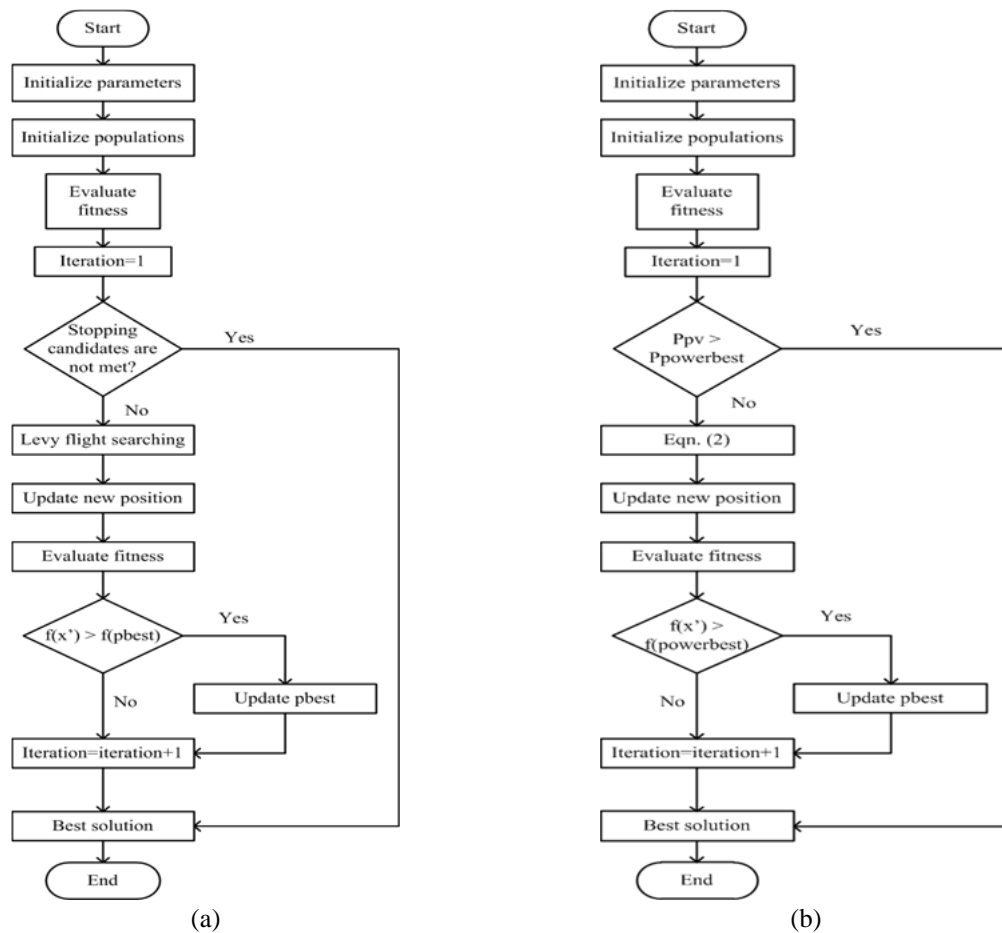 Start
Initialize parameters
Initialize populations
Evaluate
fitness
Iteration=1
Stopping
candidates are
not met?
Yes
No
Levy flight searching
Update new position
Evaluate fitness
f(x’) > f(pbest)
Yes
No
Update pbest
Iteration=iteration+1
Best solution
End
(a)
Start
Initialize parameters
Initialize populations
Evaluate
fitness
Iteration=1
Ppv >
Ppowerbest
Yes
No
Eqn. (2)
Update new position
Evaluate fitness
f(x’) >
f(powerbest)
Yes
No
Update pbest
Iteration=iteration+1
Best solution
End
(b)